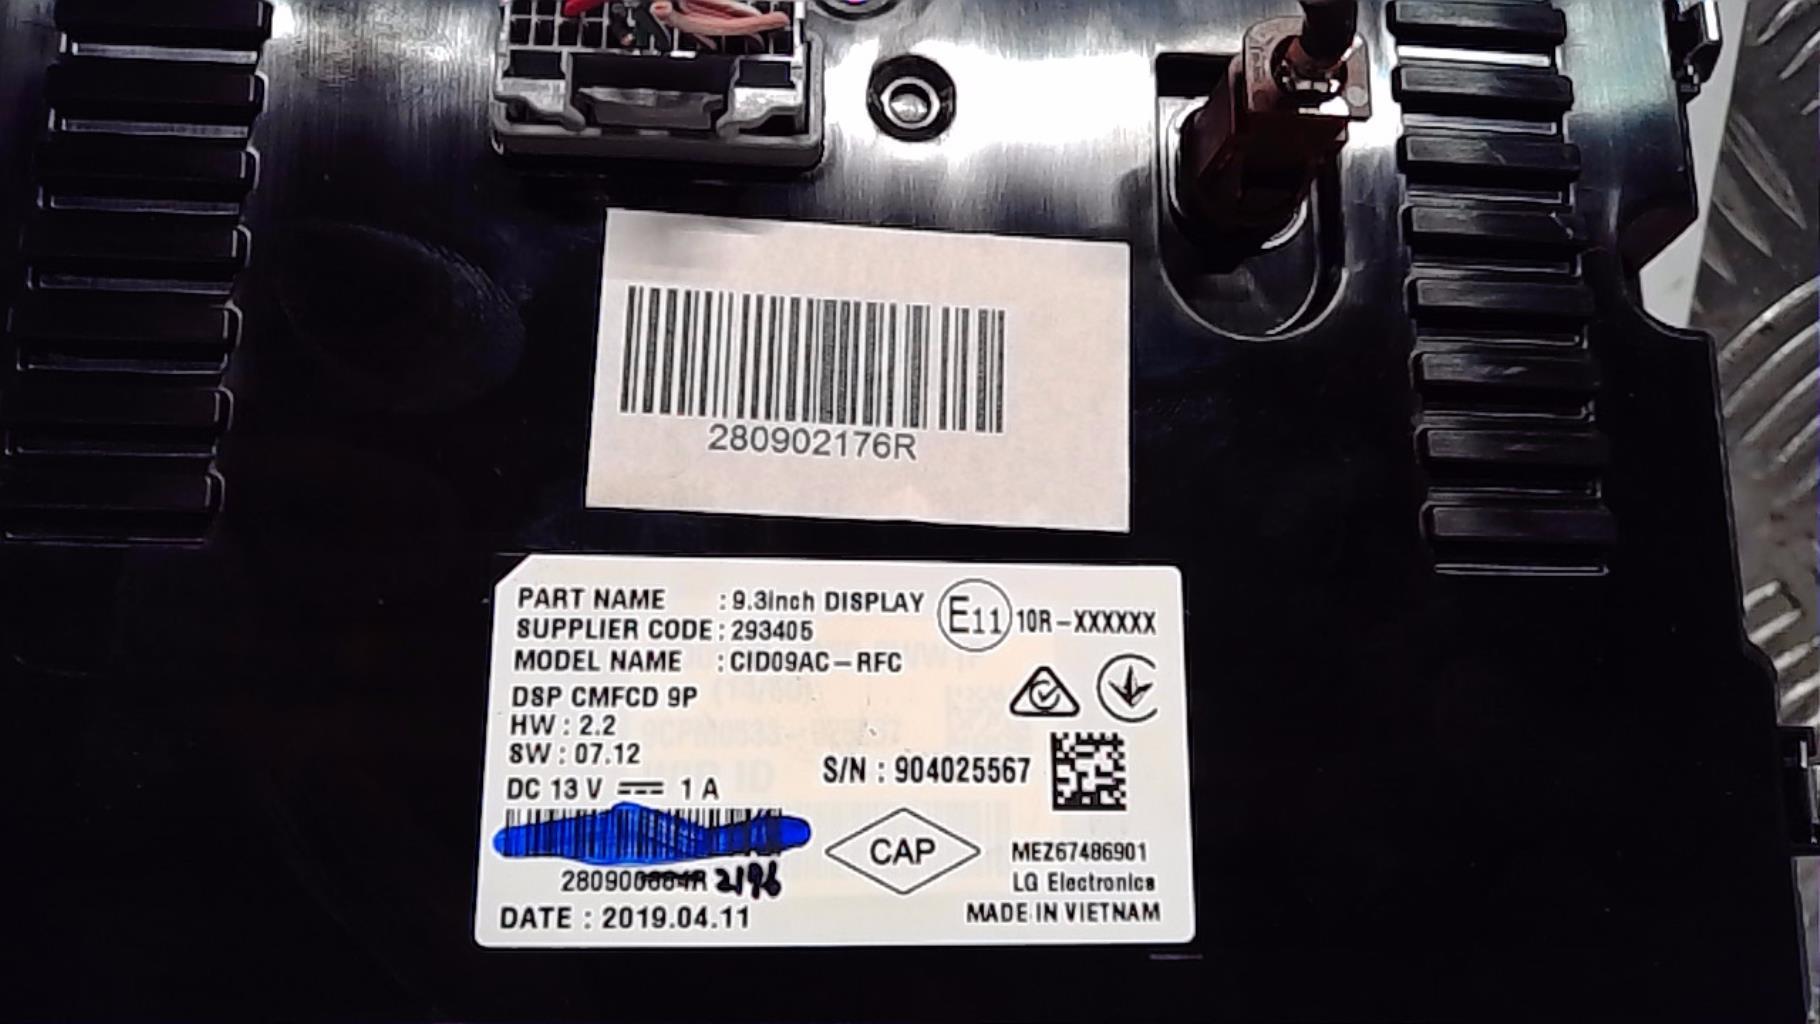 280902176R
PART NAME : 9.3inch DISPLAY
SUPPLIER CODE : 293405
MODEL NAME : CID09AC-RFC
DSP CMFCD 9P
HW : 2.2
SW : 07.12
DC 13 V 1 A
E11 10R-XXXXXX
S/N : 904025567
CAP
280900 2176
DATE : 2019.04.11
MEZ67486901
LG Electronics
MADE IN VIETNAM